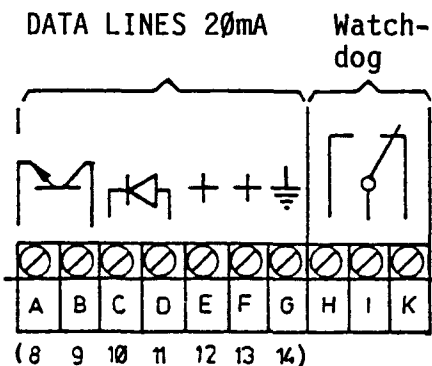 DATA LINES 20mA
Watch-
dog
A B C D E F G H I K
(8 9 10 11 12 13 14)